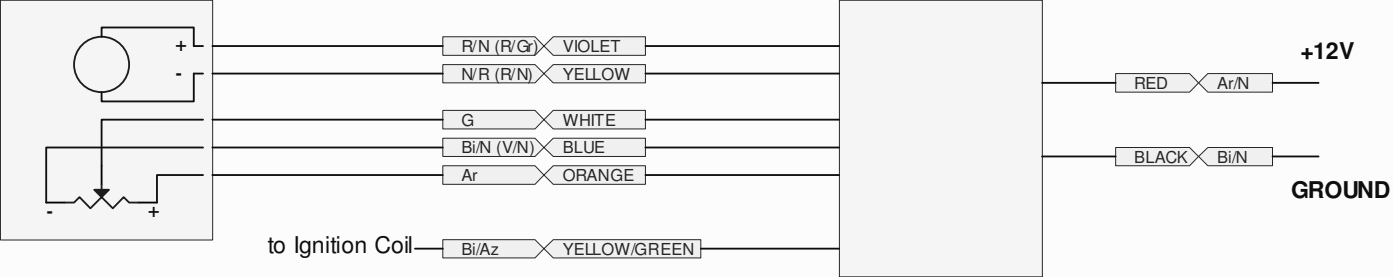 + R/N (R/Gr) VIOLET
+12V
- N/R (R/N) YELLOW
RED Ar/N
G WHITE
Bi/N (V/N) BLUE
BLACK Bi/N
Ar ORANGE
GROUND
- +
to Ignition Coil Bi/Az YELLOW/GREEN